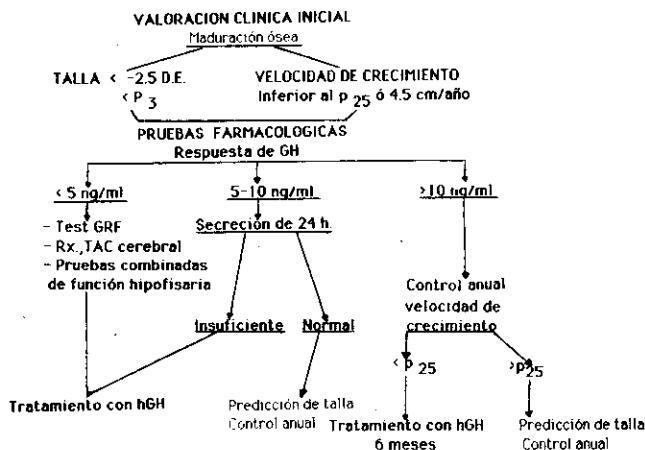 VALORACION CLINICA INICIAL
Maduración ósea
TALLA < -2.5 D.E.
< P 3
VELOCIDAD DE CRECIMIENTO
Inferior al p 25 ó 4.5 cm/año
PRUEBAS FARMACOLOGICAS
Respuesta de GH
< 5 ng/ml
5-10 ng/ml
>10 ng/ml
- Test GRF
- Rx.,TAC cerebral
- Pruebas combinadas
de función hipofisaria
Secreción de 24 h.
Control anual
velocidad de
crecimiento
Insuficiente
Normal
< p 25
>p25
Tratamiento con hGH
Predicción de talla
Control anual
Tratamiento con hGH
6 meses
Predicción de talla
Control anual